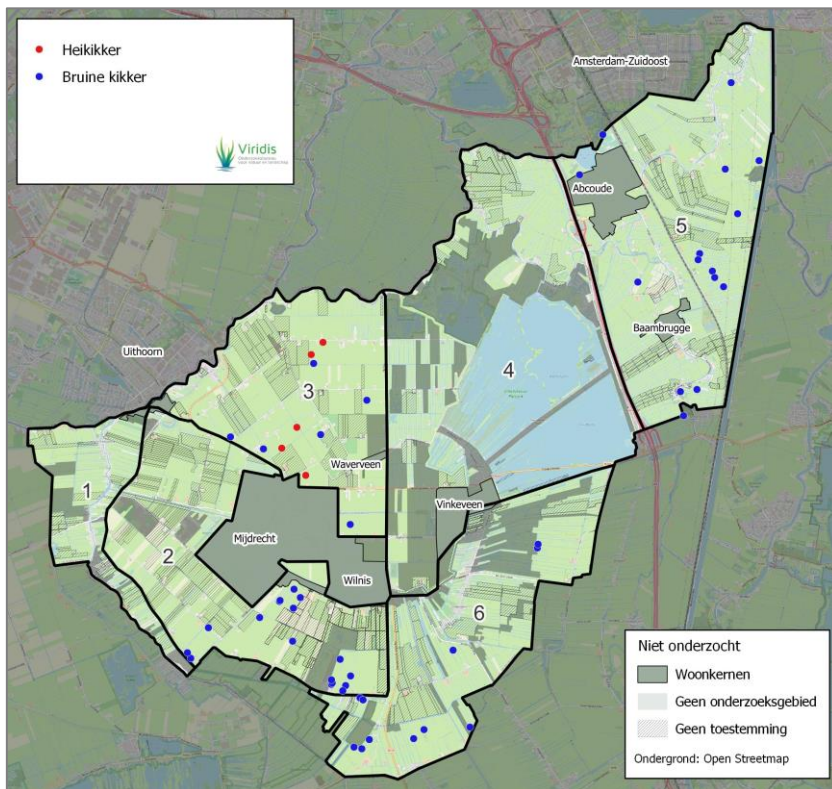 Heikikker
Bruine kikker
Viridis
Amsterdam-Zuidoost
Abcoude
5
Baambrugge
Uithoorn
4
3
Waverveen
1
Vinkeveen
2
Mijdrecht
Wilnis
6
Niet onderzocht
Woonkernen
Geen onderzoeksgebied
Geen toestemming
Ondergrond: Open Streetmap